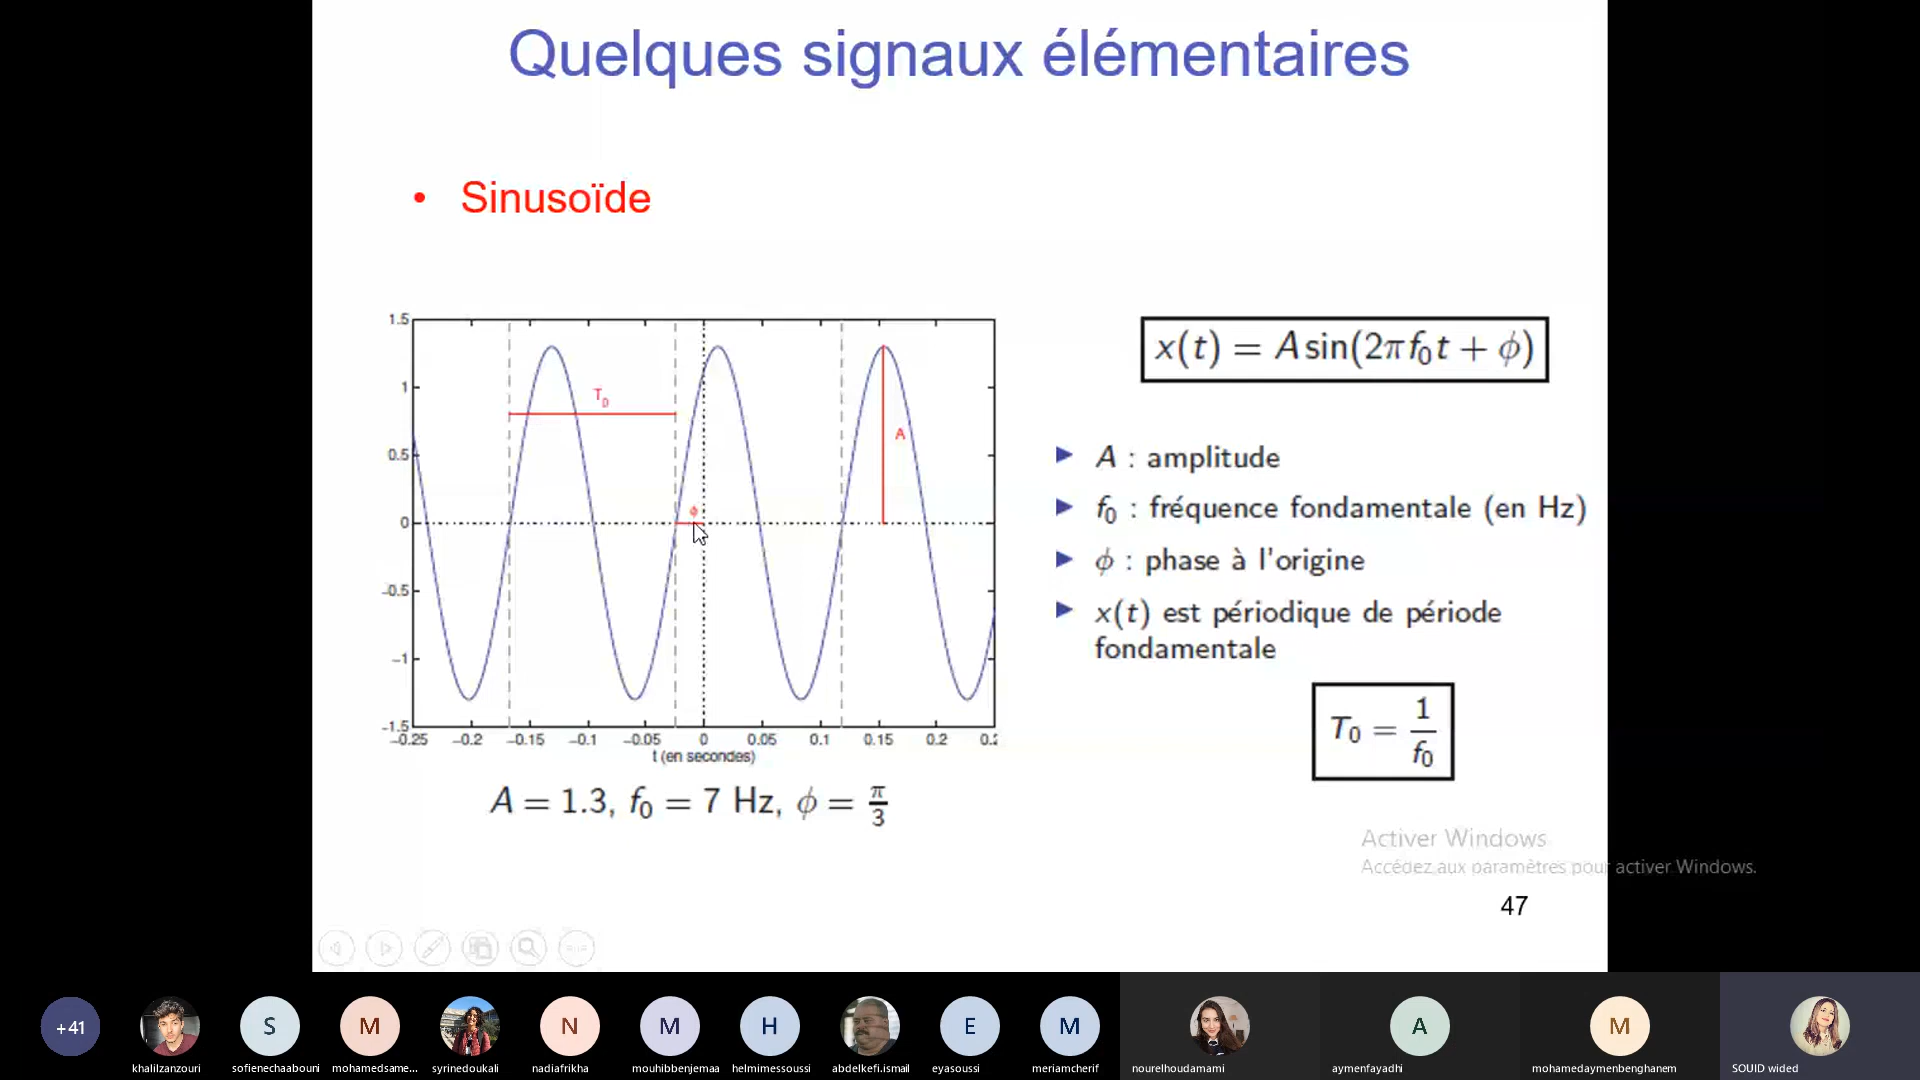 Quelques signaux élémentaires
• Sinusoïde
1.5
1
0.5
0
-0.5
-1
-1.5
T0
ϕ
A
-0.25 -0.2 -0.15 -0.1 -0.05 0 0.05 0.1 0.15 0.2 0.2
t (en secondes)
A = 1.3, f0 = 7 Hz, ϕ = π/3
x(t) = A sin(2πf0t + ϕ)
A : amplitude
f0 : fréquence fondamentale (en Hz)
ϕ : phase à l'origine
x(t) est périodique de période
fondamentale
T0 = 1/f0
Activer Windows
Accédez aux paramètres pour activer Windows.
47
+41 S M N M H E M A M
khalilzanzouri sofienechaabouni mohamedsame... syrinedoukali nadiafrikha mouhibbenjemaa helmimessoussi abdelkefi.ismail eyasoussi meriamcherif nourelhoudamami aymenfayadhi mohamedaymenbenghanem SOUID wided